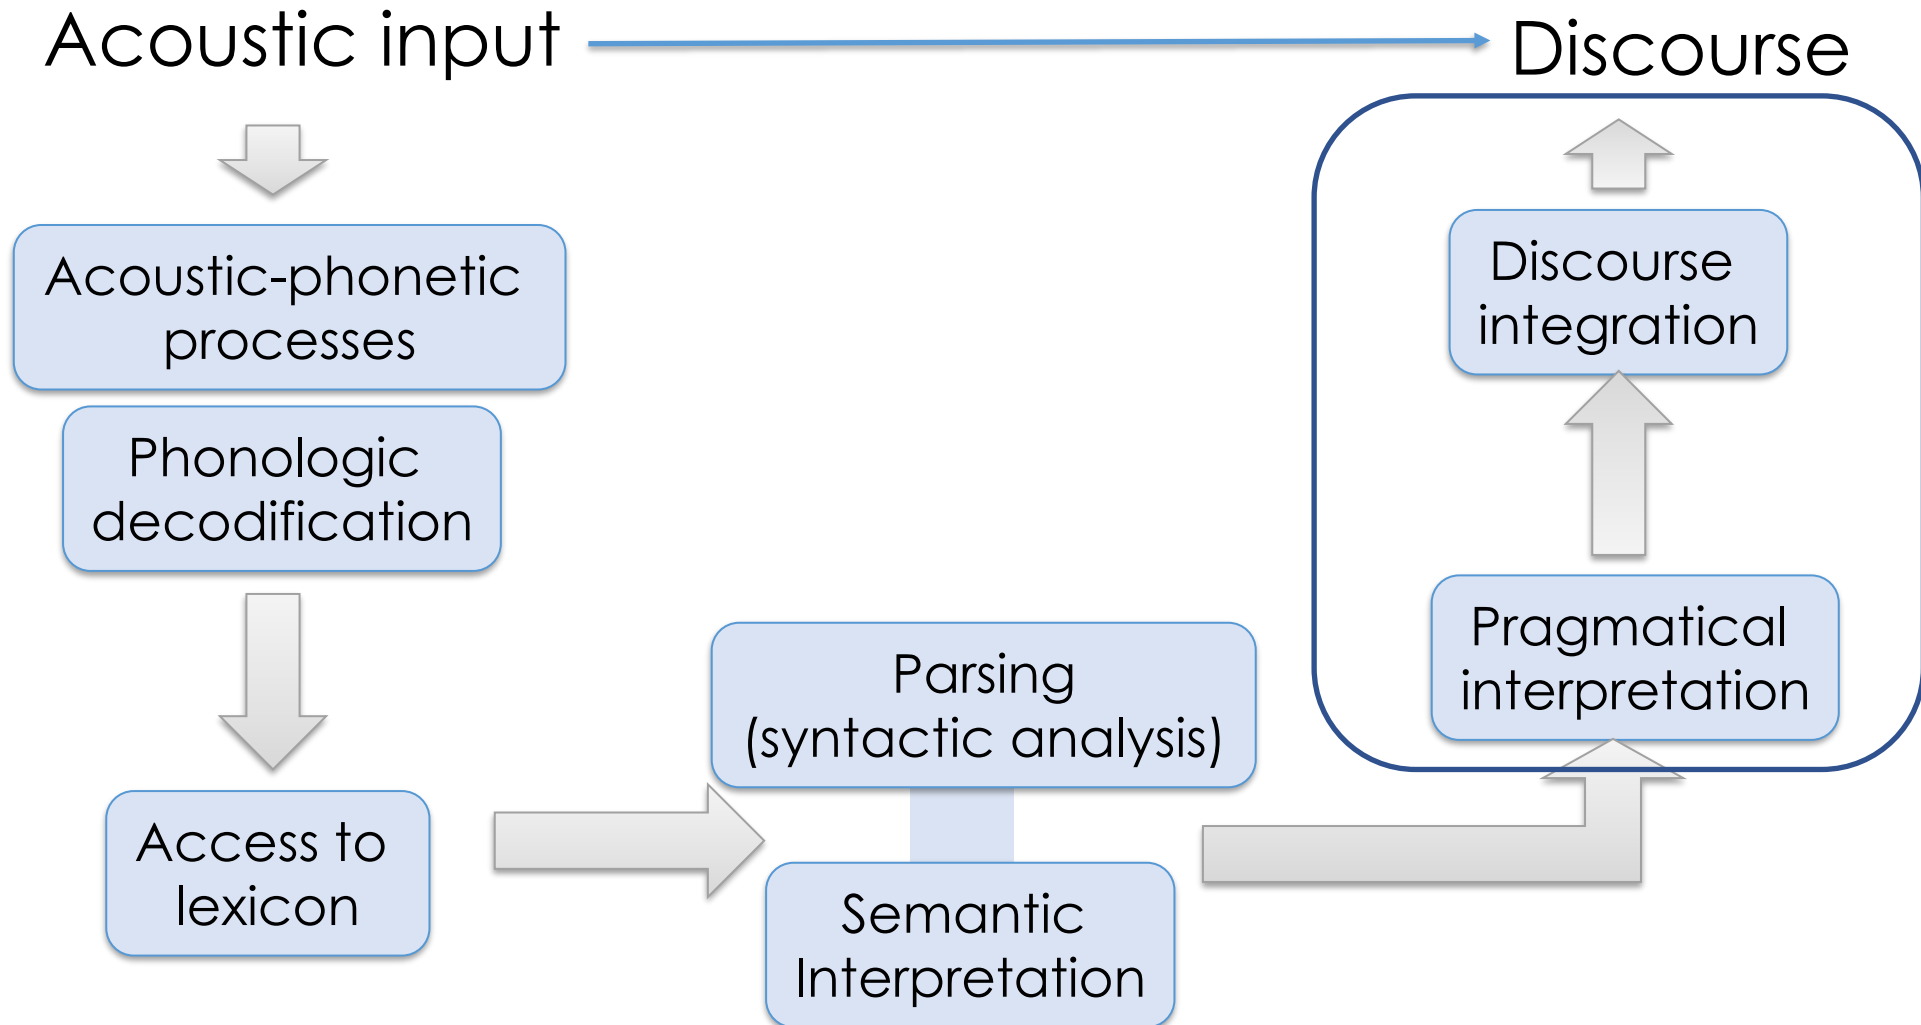 Acoustic input
Discourse
Acoustic-phonetic
processes
Phonologic
decodification
Access to
lexicon
Parsing
(syntactic analysis)
Semantic
Interpretation
Pragmatical
interpretation
Discourse
integration